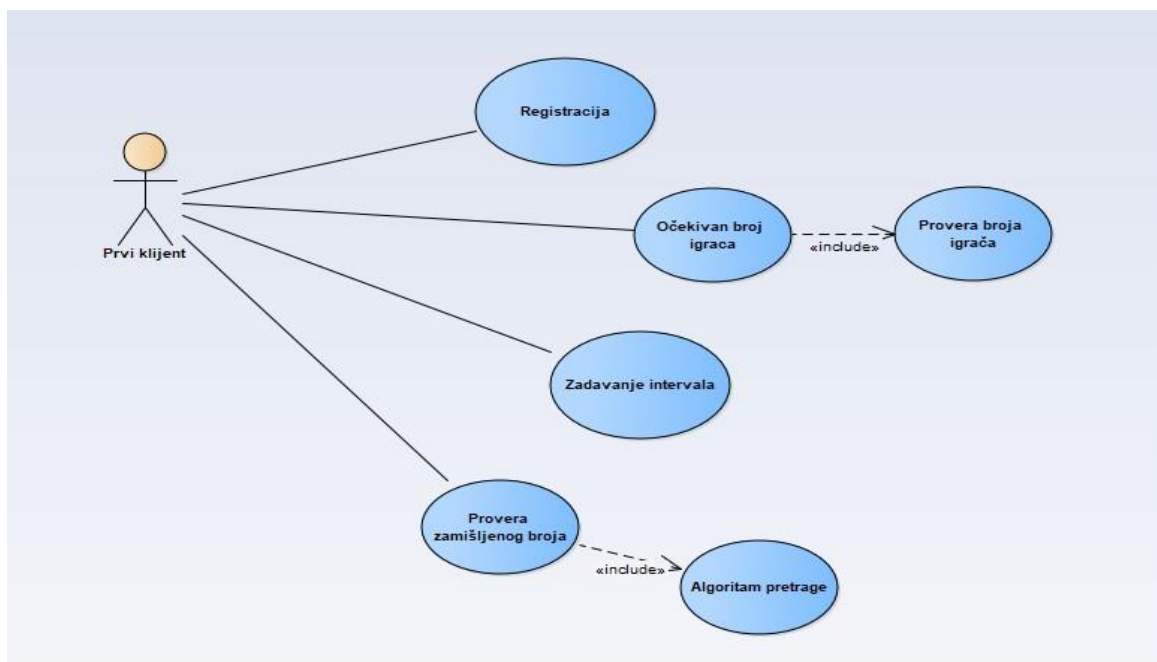 Registracija
Prvi klijent
Očekivan broj
igraca
«include»
Provera broja
igrača
Zadavanje intervala
Provera
zamišljenog broja
«include»
Algoritam pretrage